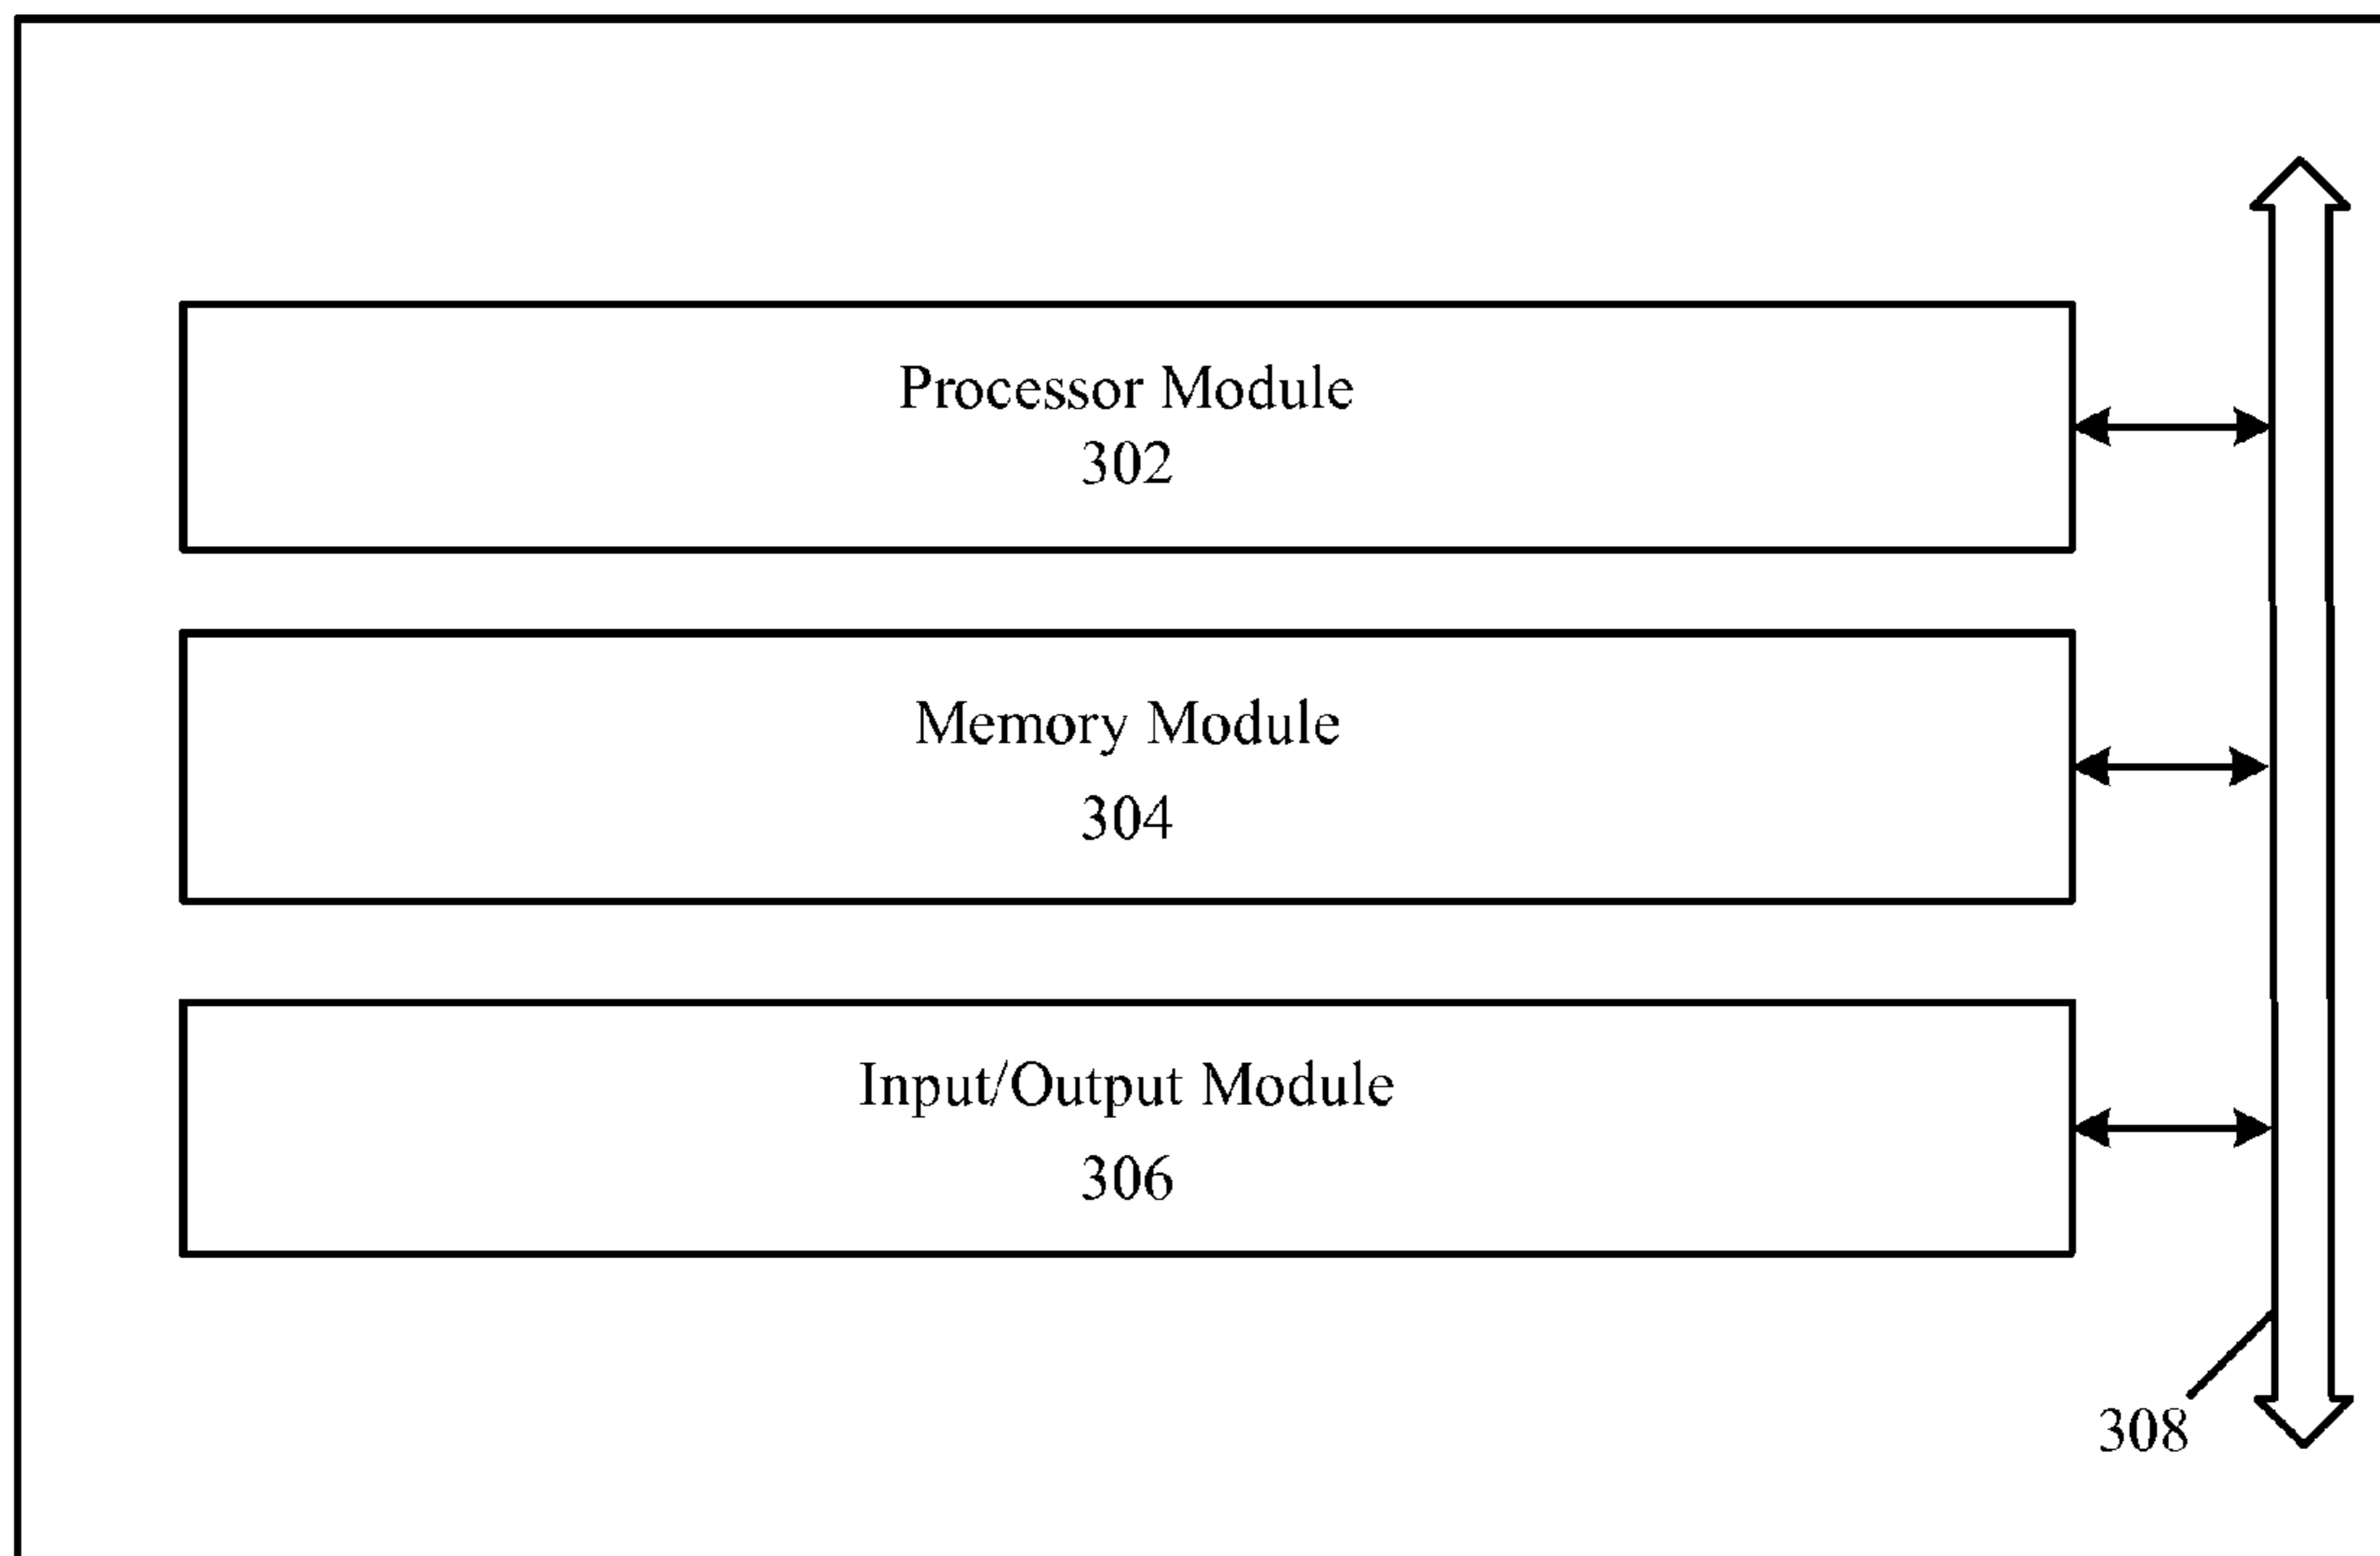 Processor Module
302
Memory Module
304
Input/Output Module
306
308